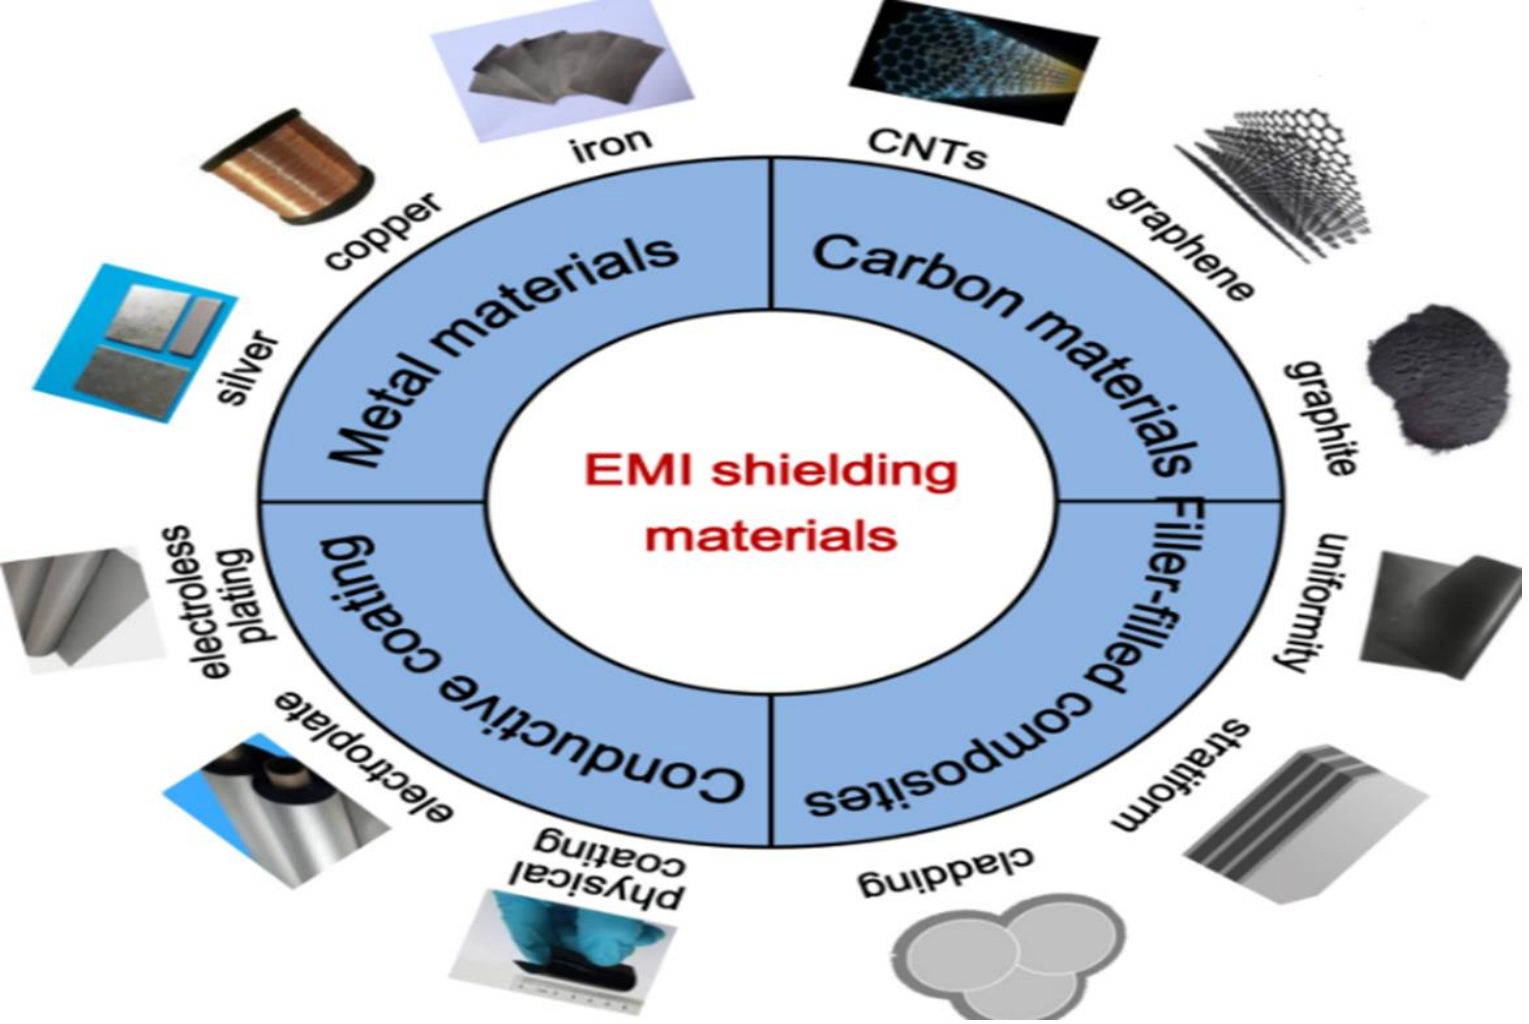 EMI shielding
materials
Metal materials
iron
copper
silver
Carbon materials
CNTs
graphene
graphite
Filler-filled composites
uniformity
stratiform
cladding
Conductive coating
physical
coating
electroplate
electroless
plating